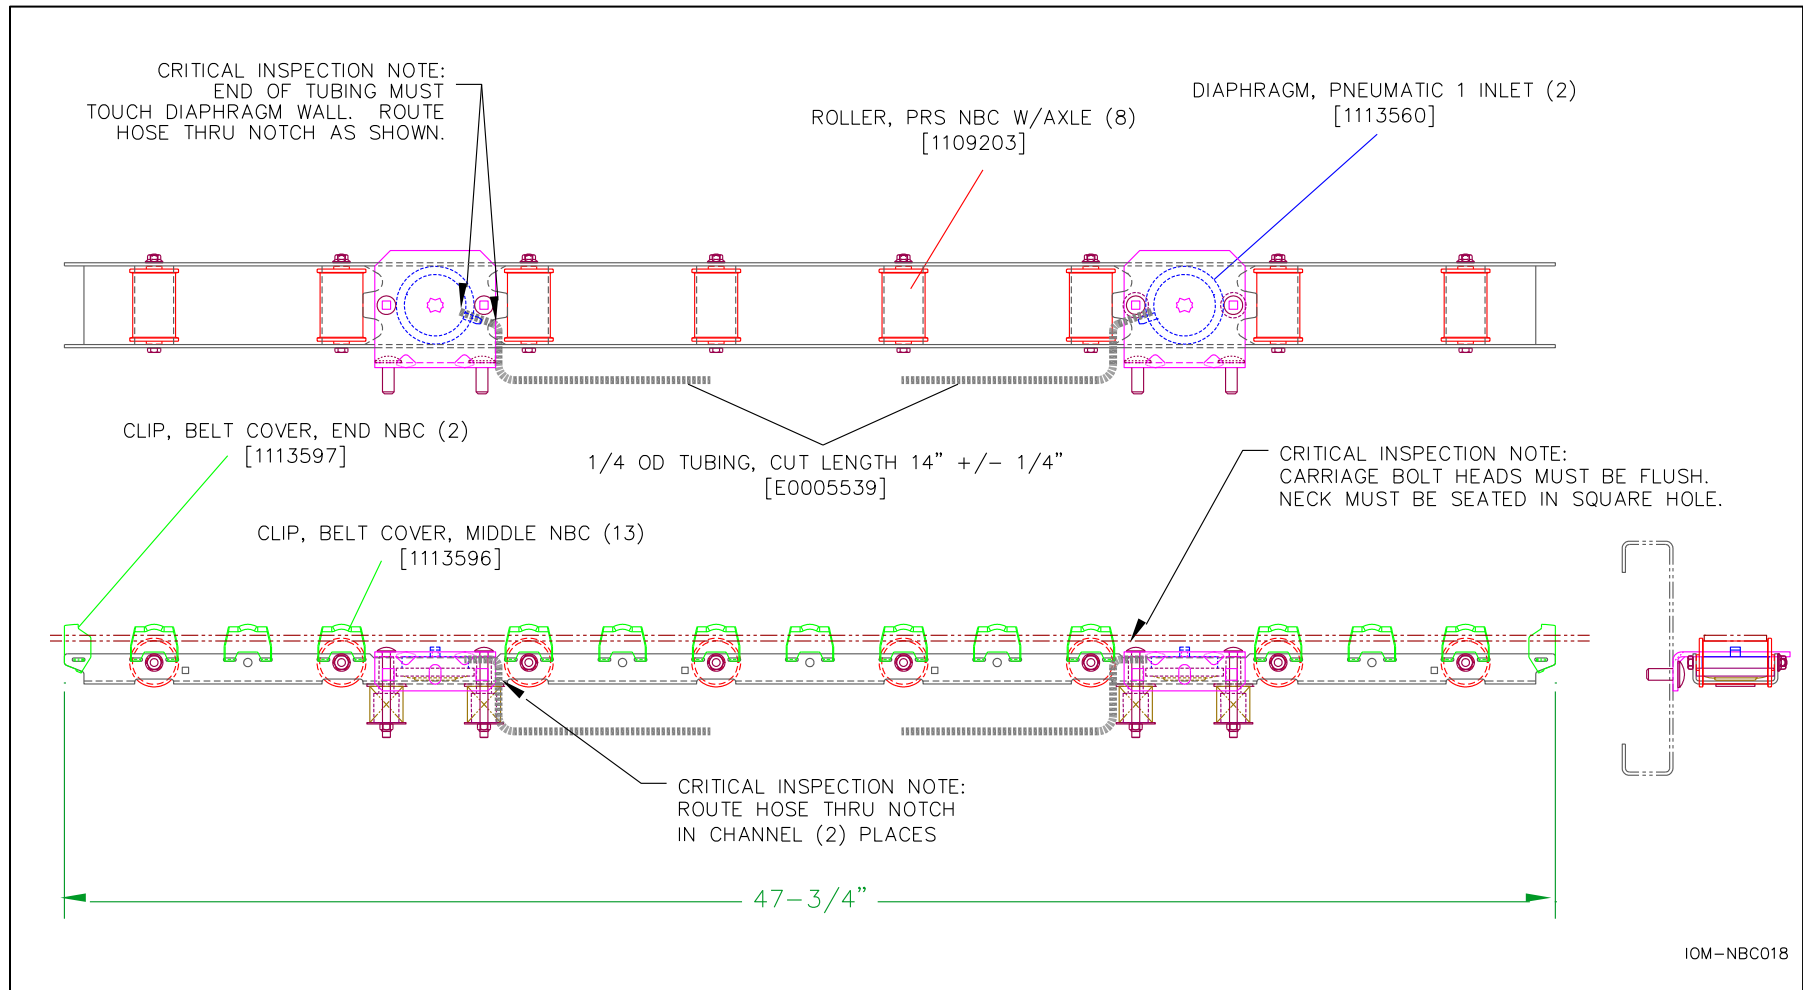 CRITICAL INSPECTION NOTE:
END OF TUBING MUST
TOUCH DIAPHRAGM WALL. ROUTE
HOSE THRU NOTCH AS SHOWN.
ROLLER, PRS NBC W/AXLE (8)
[1109203]
DIAPHRAGM, PNEUMATIC 1 INLET (2)
[1113560]
CLIP, BELT COVER, END NBC (2)
[1113597]
1/4 OD TUBING, CUT LENGTH 14” +/- 1/4”
[E0005539]
CRITICAL INSPECTION NOTE:
CARRIAGE BOLT HEADS MUST BE FLUSH.
NECK MUST BE SEATED IN SQUARE HOLE.
CLIP, BELT COVER, MIDDLE NBC (13)
[1113596]
CRITICAL INSPECTION NOTE:
ROUTE HOSE THRU NOTCH
IN CHANNEL (2) PLACES
47-3/4”
IOM-NBC018